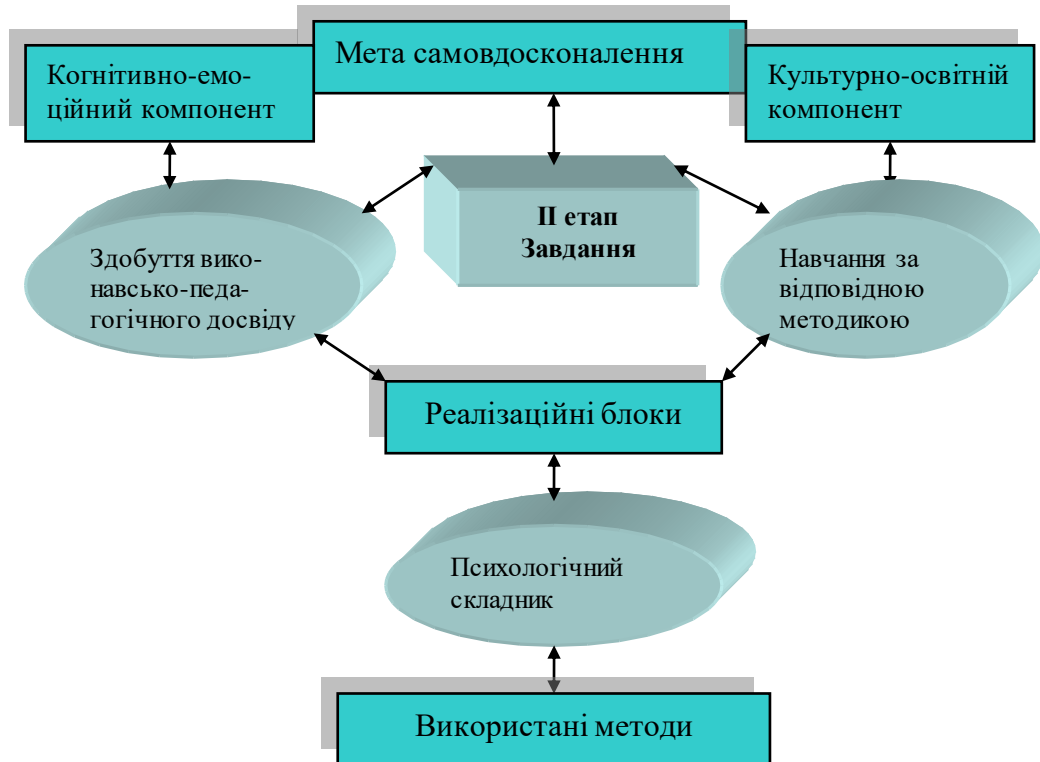 Мета самовдосконалення
Когнітивно-емо-
ційний компонент
Культурно-освітній
компонент
ІІ етап
Завдання
Здобуття вико-
навсько-педа-
гогічного досвіду
Навчання за
відповідною
методикою
Реалізаційні блоки
Психологічний
складник
Використані методи